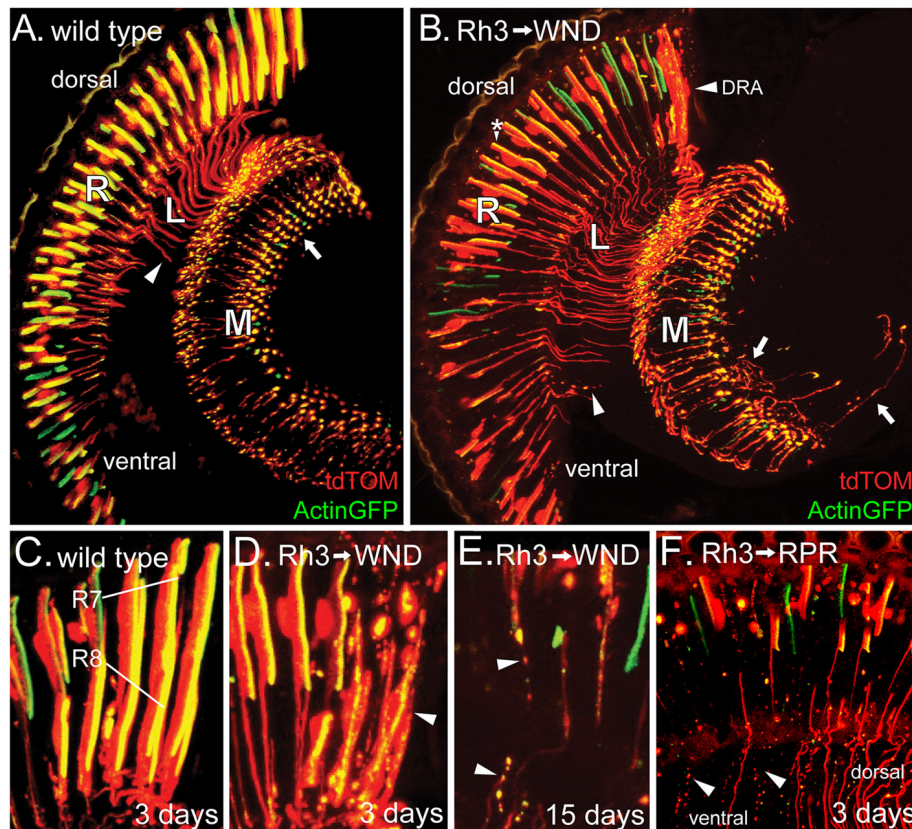 A. wild type
dorsal
R
L
M
ventral
tdTOM
ActinGFP
B. Rh3→WND
dorsal
DRA
*
R
L
M
ventral
tdTOM
ActinGFP
C. wild type
R7
R8
3 days
D. Rh3→WND
3 days
E. Rh3→WND
15 days
F. Rh3→RPR
dorsal
ventral
3 days